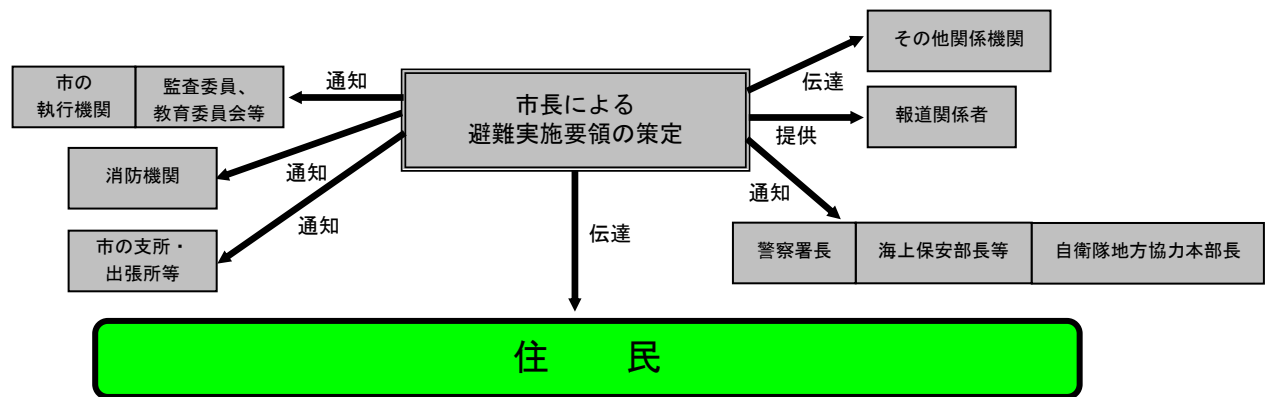 その他関係機関
伝達
市の
執行機関
監査委員、
教育委員会等
通知
市長による
避難実施要領の策定
報道関係者
提供
消防機関
通知
通知
市の支所・
出張所等
通知
伝達
警察署長
海上保安部長等
自衛隊地方協力本部長
住　　民